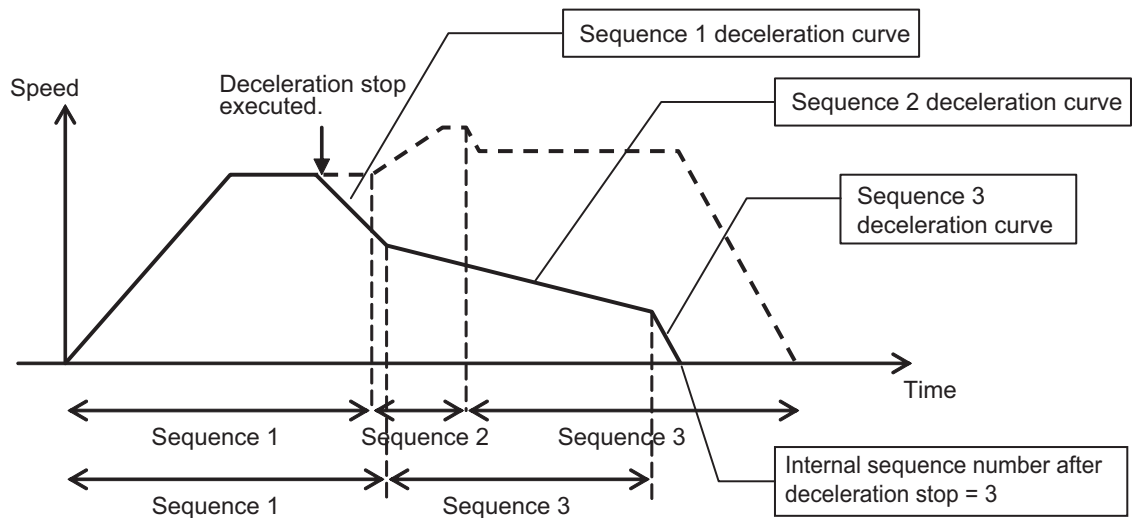 Sequence 1 deceleration curve
Speed
Deceleration stop
executed.
Sequence 2 deceleration curve
Sequence 3
deceleration curve
Time
Sequence 1
Sequence 2
Sequence 3
Sequence 1
Sequence 3
Internal sequence number after
deceleration stop = 3